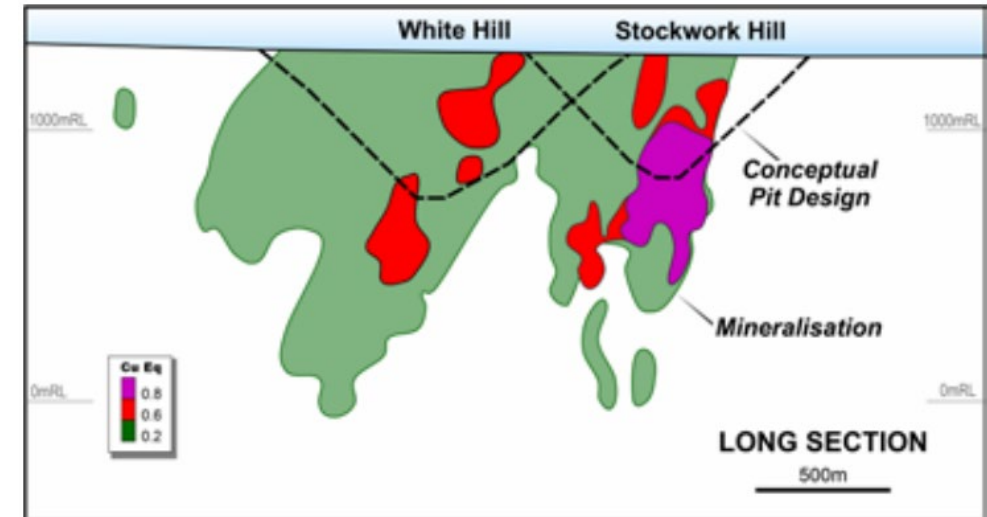 White Hill
Stockwork Hill
1000mRL
1000mRL
Conceptual
Pit Design
Mineralisation
Cu Eq
0.8
0.6
0.2
0mRL
0mRL
LONG SECTION
500m